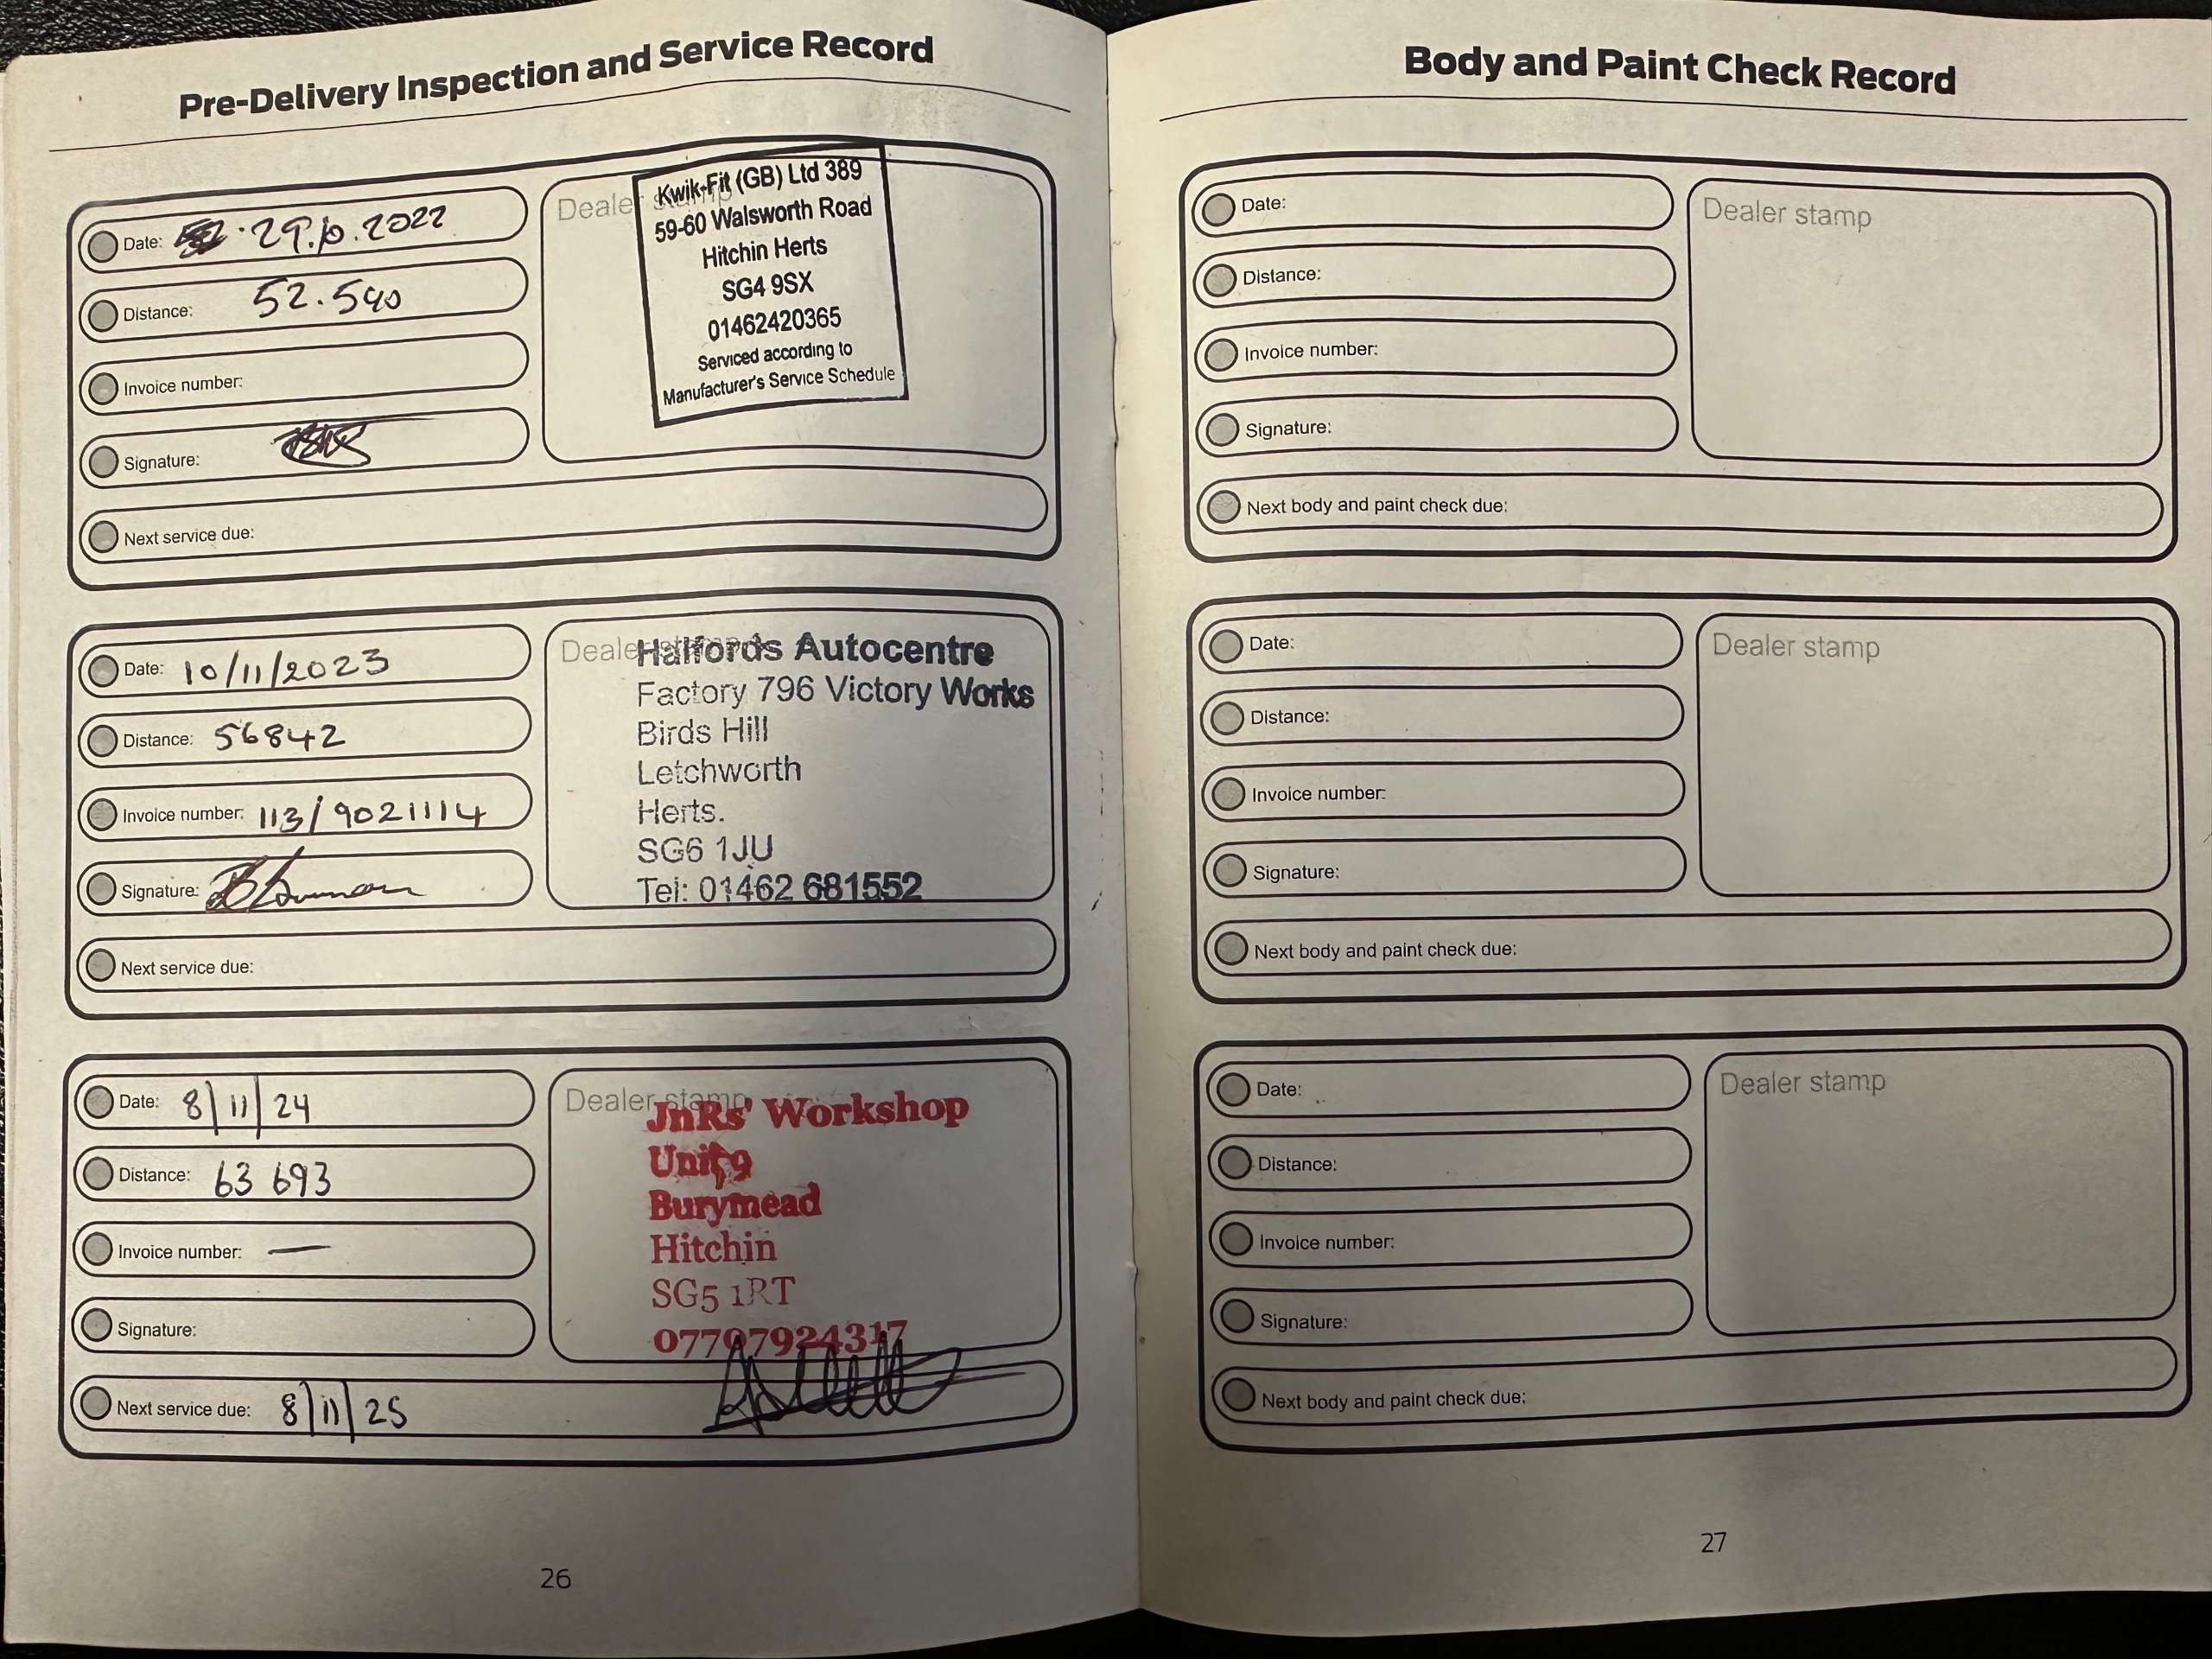 Pre-Delivery Inspection and Service Record
Date: 29.10.2022
Distance: 52.540
Invoice number:
Signature:
Next service due:
Dealer stamp
Kwik-Fit (GB) Ltd 389
59-60 Walsworth Road
Hitchin Herts
SG4 9SX
01462420365
Serviced according to
Manufacturer's Service Schedule
Date: 10/11/2023
Distance: 56842
Invoice number: 113/9021114
Signature:
Next service due:
Dealer stamp
Halfords Autocentre
Factory 796 Victory Works
Birds Hill
Letchworth
Herts.
SG6 1JU
Tel: 01462 681552
Date: 8/11/24
Distance: 63 693
Invoice number: —
Signature:
Next service due: 8/11/25
Dealer stamp
JnRs' Workshop
Unit 9
Burymead
Hitchin
SG5 1RT
07707924317
26
Body and Paint Check Record
Date:
Distance:
Invoice number:
Signature:
Next body and paint check due:
Dealer stamp
Date:
Distance:
Invoice number:
Signature:
Next body and paint check due:
Dealer stamp
Date:
Distance:
Invoice number:
Signature:
Next body and paint check due:
Dealer stamp
27